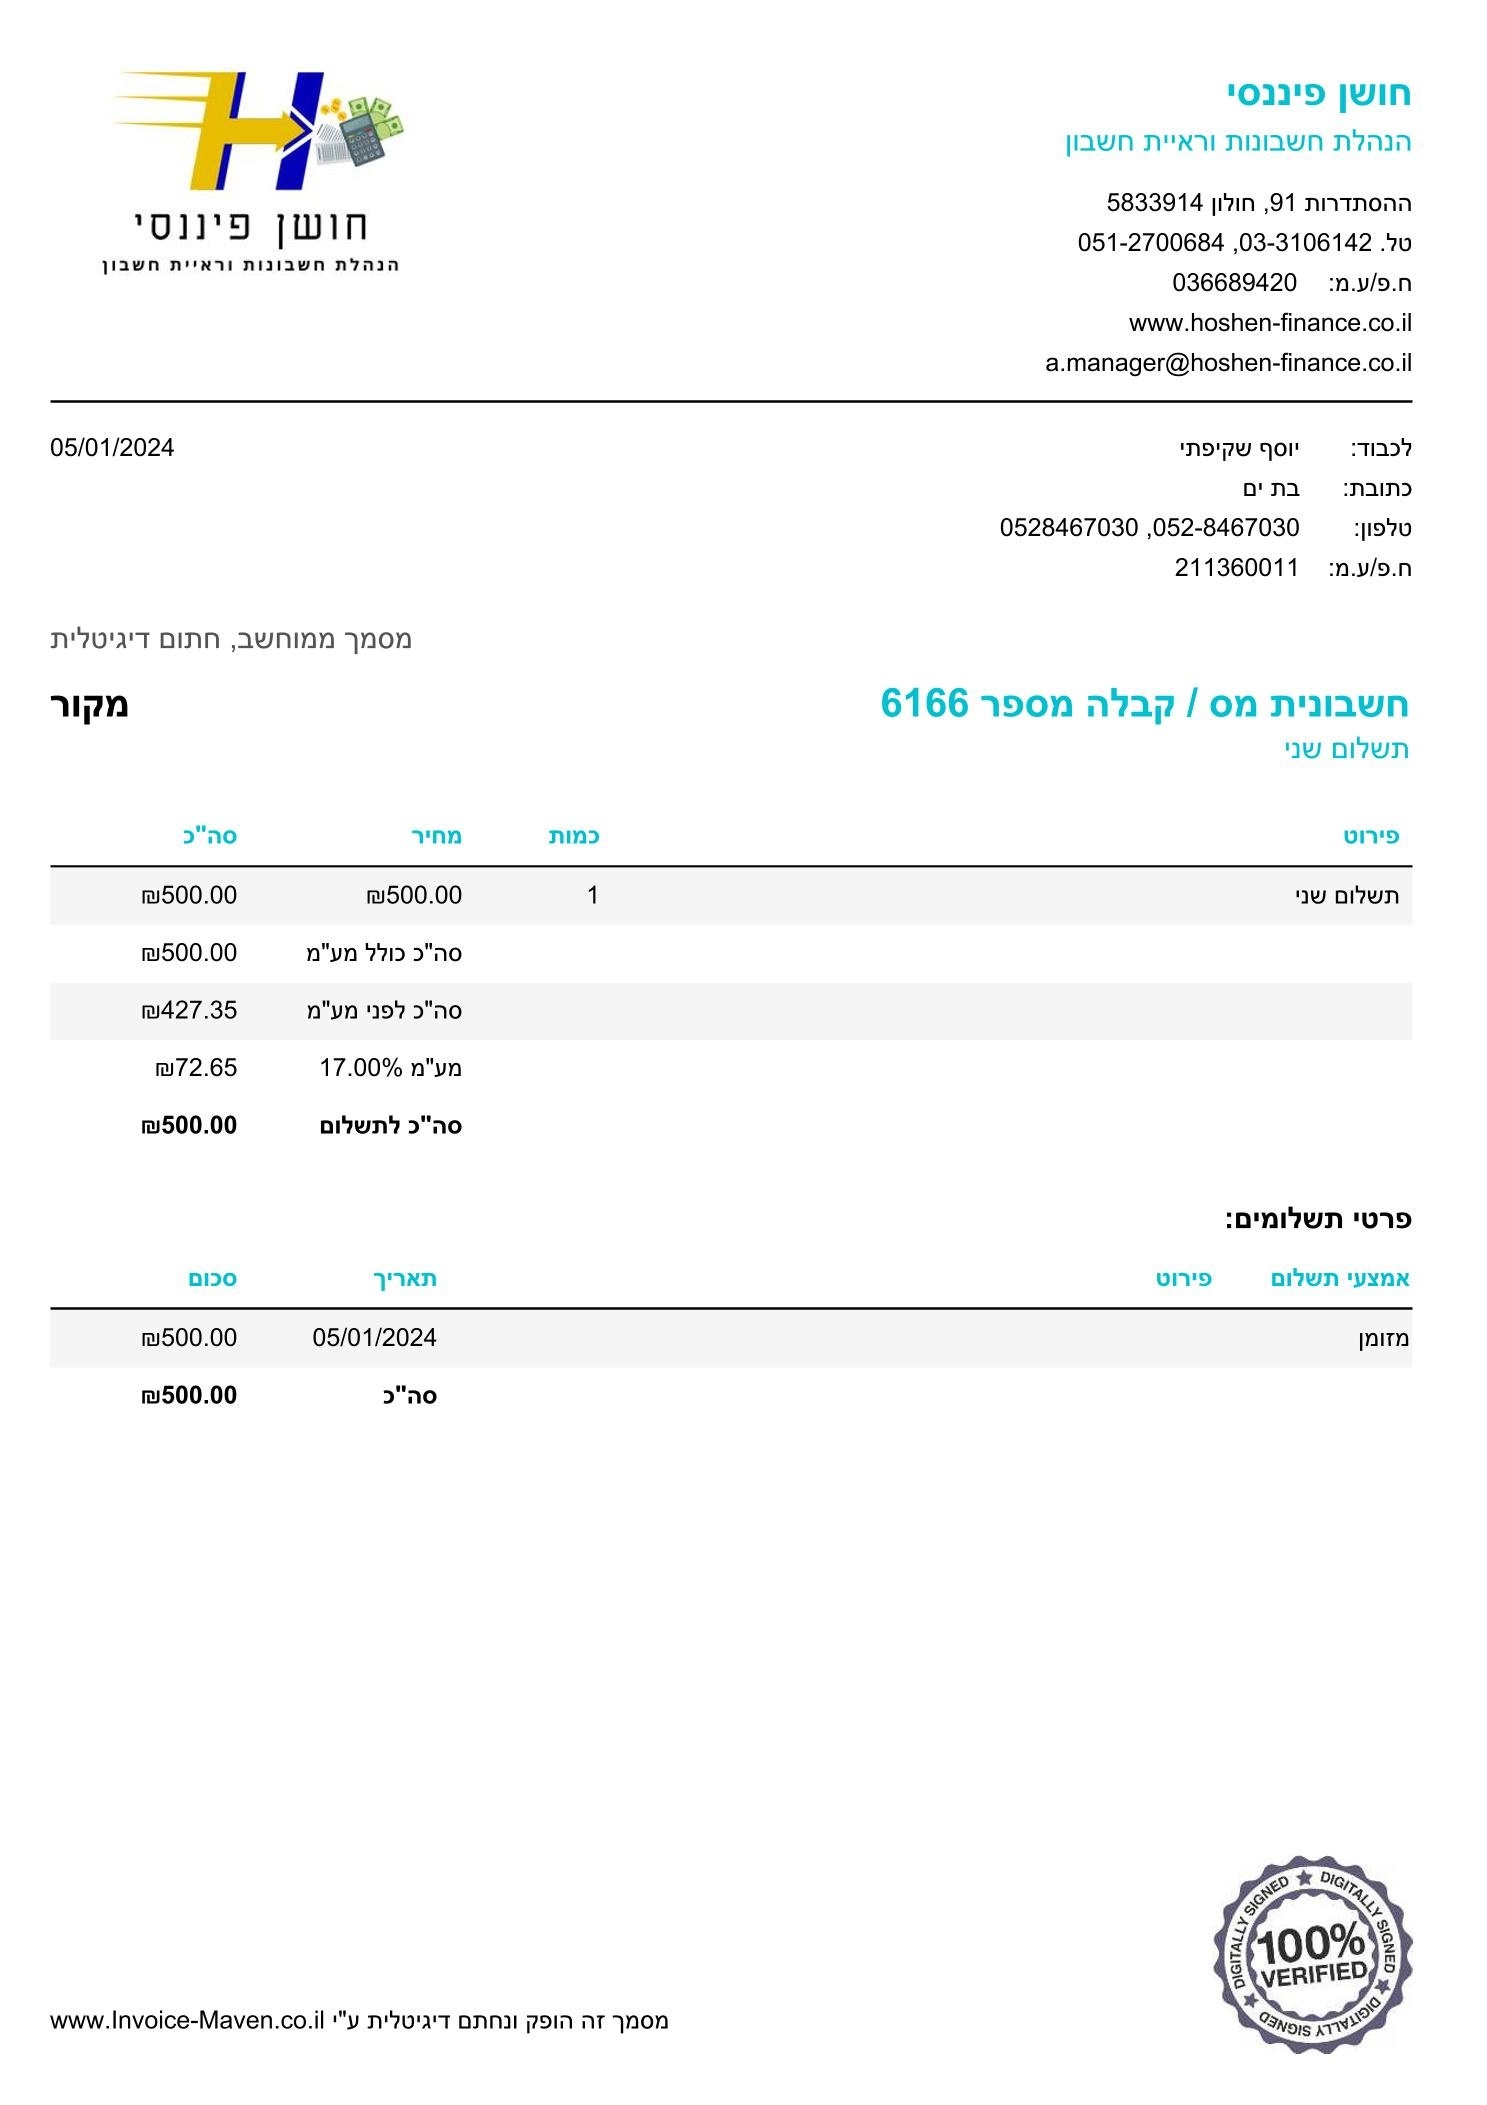 חושן פיננסי
הנהלת חשבונות וראיית חשבון
חושן פיננסי
הנהלת חשבונות וראיית חשבון
ההסתדרות 91, חולון 5833914
טל. 03-3106142, 051-2700684
ח.פ/ע.מ: 036689420
www.hoshen-finance.co.il
a.manager@hoshen-finance.co.il
לכבוד: יוסף שקיפתי 05/01/2024
כתובת: בת ים
טלפון: 052-8467030, 0528467030
ח.פ/ע.מ: 211360011
מסמך ממוחשב, חתום דיגיטלית
חשבונית מס / קבלה מספר 6166 מקור
תשלום שני
פירוט כמות מחיר סה"כ
תשלום שני 1 ₪500.00 ₪500.00
סה"כ כולל מע"מ ₪500.00
סה"כ לפני מע"מ ₪427.35
מע"מ 17.00% ₪72.65
סה"כ לתשלום ₪500.00
פרטי תשלומים:
אמצעי תשלום פירוט תאריך סכום
מזומן 05/01/2024 ₪500.00
סה"כ ₪500.00
DIGITALLY SIGNED ★ DIGITALLY SIGNED ★ DIGITALLY SIGNED ★
100%
VERIFIED
מסמך זה הופק ונחתם דיגיטלית ע"י www.Invoice-Maven.co.il